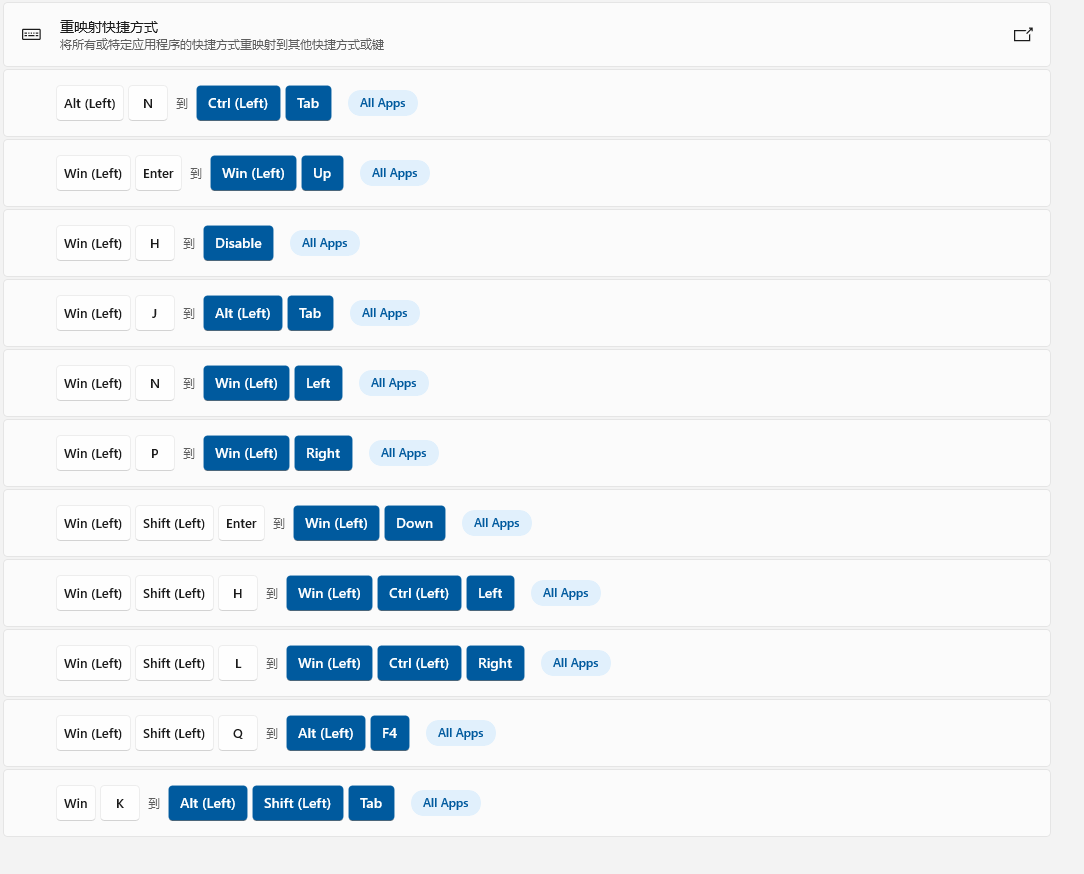 重映射快捷方式
将所有或特定应用程序的快捷方式重映射到其他快捷方式或键
Alt (Left) N 到 Ctrl (Left) Tab All Apps
Win (Left) Enter 到 Win (Left) Up All Apps
Win (Left) H 到 Disable All Apps
Win (Left) J 到 Alt (Left) Tab All Apps
Win (Left) N 到 Win (Left) Left All Apps
Win (Left) P 到 Win (Left) Right All Apps
Win (Left) Shift (Left) Enter 到 Win (Left) Down All Apps
Win (Left) Shift (Left) H 到 Win (Left) Ctrl (Left) Left All Apps
Win (Left) Shift (Left) L 到 Win (Left) Ctrl (Left) Right All Apps
Win (Left) Shift (Left) Q 到 Alt (Left) F4 All Apps
Win K 到 Alt (Left) Shift (Left) Tab All Apps